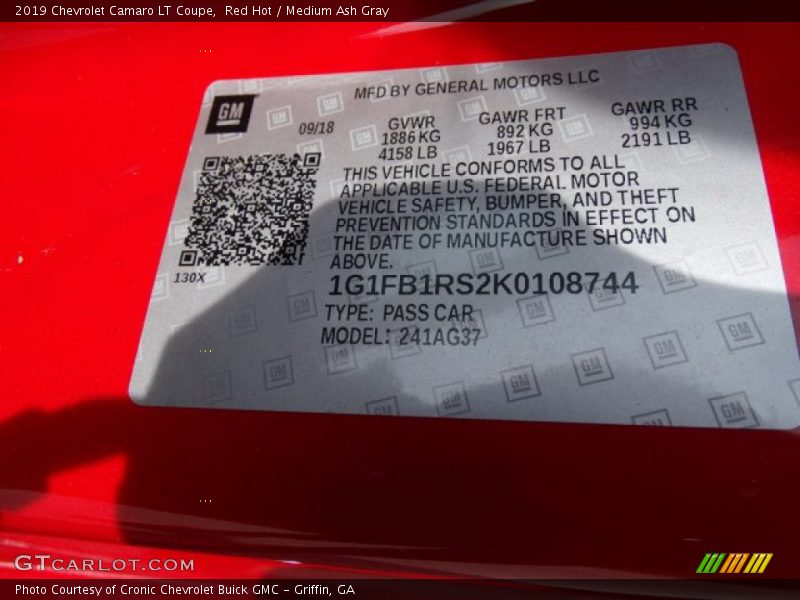 2019 Chevrolet Camaro LT Coupe,  Red Hot / Medium Ash Gray
MFD BY GENERAL MOTORS LLC
GM
09/18
GVWR GAWR FRT GAWR RR
1886 KG 892 KG 994 KG
4158 LB 1967 LB 2191 LB
THIS VEHICLE CONFORMS TO ALL
APPLICABLE U.S. FEDERAL MOTOR
VEHICLE SAFETY, BUMPER, AND THEFT
PREVENTION STANDARDS IN EFFECT ON
THE DATE OF MANUFACTURE SHOWN
ABOVE.
130X
1G1FB1RS2K0108744
TYPE: PASS CAR
MODEL: 241AG37
GTCARLOT.COM
Photo Courtesy of Cronic Chevrolet Buick GMC - Griffin, GA